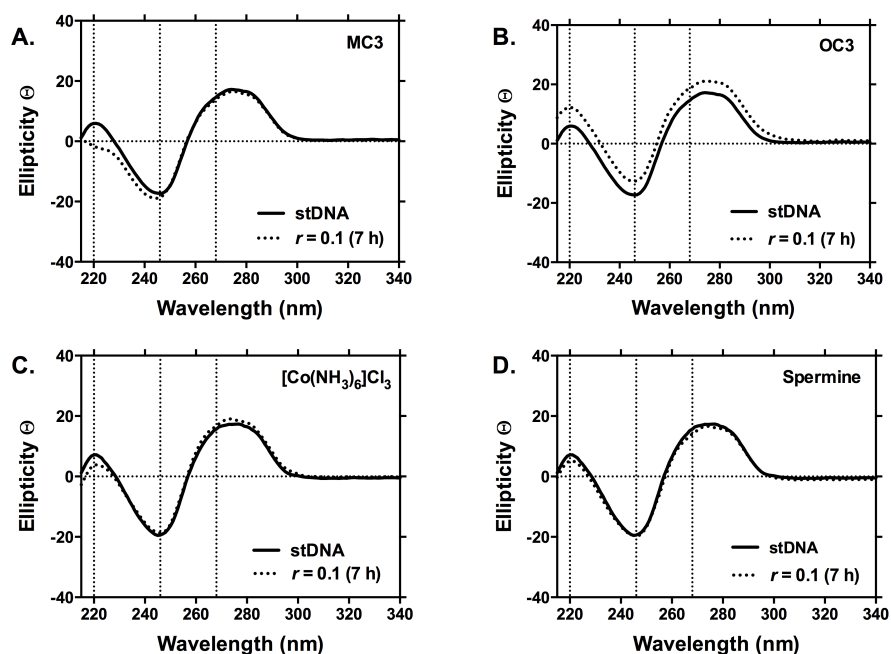 A.
MC3
40
20
0
-20
-40
Ellipticity Θ
stDNA
r = 0.1 (7 h)
220 240 260 280 300 320 340
Wavelength (nm)
B.
OC3
40
20
0
-20
-40
Ellipticity Θ
stDNA
r = 0.1 (7 h)
220 240 260 280 300 320 340
Wavelength (nm)
C.
[Co(NH3)6]Cl3
40
20
0
-20
-40
Ellipticity Θ
stDNA
r = 0.1 (7 h)
220 240 260 280 300 320 340
Wavelength (nm)
D.
Spermine
40
20
0
-20
-40
Ellipticity Θ
stDNA
r = 0.1 (7 h)
220 240 260 280 300 320 340
Wavelength (nm)